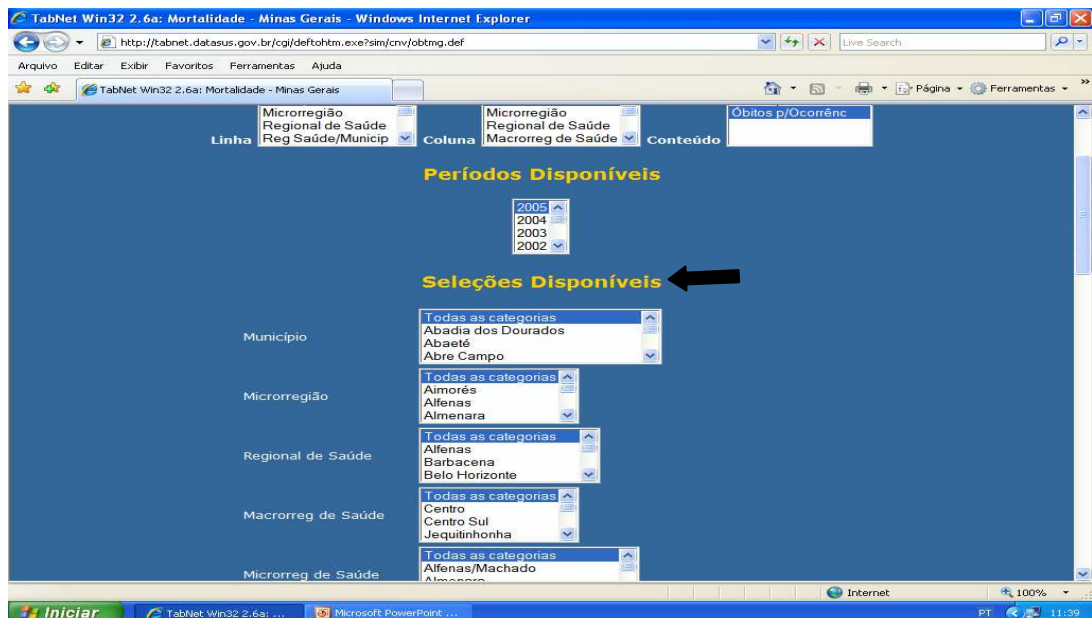 TabNet Win32 2.6a: Mortalidade - Minas Gerais - Windows Internet Explorer
http://tabnet.datasus.gov.br/cgi/deftohtm.exe?sim/cnv/obtmg.def
Live Search
Arquivo Editar Exibir Favoritos Ferramentas Ajuda
TabNet Win32 2.6a: Mortalidade - Minas Gerais
Página
Ferramentas
Linha
Microrregião
Regional de Saúde
Reg Saúde/Municip
Coluna
Microrregião
Regional de Saúde
Macrorreg de Saúde
Conteúdo
Óbitos p/Ocorrênc
Períodos Disponíveis
2005
2004
2003
2002
Seleções Disponíveis
Município
Todas as categorias
Abadia dos Dourados
Abaeté
Abre Campo
Microrregião
Todas as categorias
Aimorés
Alfenas
Almenara
Regional de Saúde
Todas as categorias
Alfenas
Barbacena
Belo Horizonte
Macrorreg de Saúde
Todas as categorias
Centro
Centro Sul
Jequitinhonha
Microrreg de Saúde
Todas as categorias
Alfenas/Machado
Almenara
Internet
100%
Iniciar
TabNet Win32 2.6a: ...
Microsoft PowerPoint ...
PT
11:39